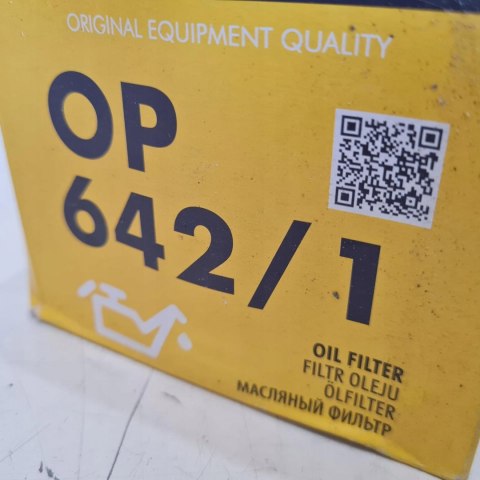 ORIGINAL EQUIPMENT QUALITY
OP
642/1
OIL FILTER
FILTR OLEJU
ÖLFILTER
МАСЛЯНЫЙ ФИЛЬТР